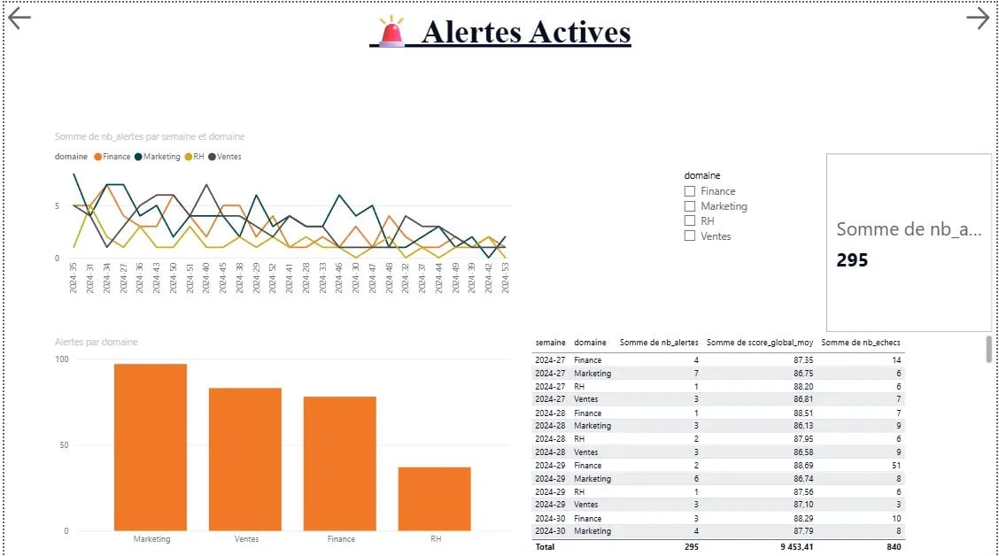 Alertes Actives
Somme de nb_alertes par semaine et domaine
domaine Finance Marketing RH Ventes
5
0
2024-35 2024-31 2024-34 2024-27 2024-36 2024-43 2024-50 2024-51 2024-40 2024-45 2024-38 2024-29 2024-52 2024-41 2024-28 2024-33 2024-46 2024-30 2024-47 2024-48 2024-32 2024-37 2024-44 2024-49 2024-39 2024-42 2024-53
domaine
Finance
Marketing
RH
Ventes
Somme de nb_a...
295
Alertes par domaine
100
50
0
Marketing Ventes Finance RH
semaine domaine Somme de nb_alertes Somme de score_global_moy Somme de nb_echecs
2024-27 Finance 4 87,35 14
2024-27 Marketing 7 86,75 6
2024-27 RH 1 88,20 6
2024-27 Ventes 3 86,81 7
2024-28 Finance 1 88,51 7
2024-28 Marketing 3 86,13 9
2024-28 RH 2 87,95 6
2024-28 Ventes 3 86,58 9
2024-29 Finance 2 88,69 51
2024-29 Marketing 6 86,74 8
2024-29 RH 1 87,56 6
2024-29 Ventes 3 87,10 3
2024-30 Finance 3 88,29 10
2024-30 Marketing 4 87,79 8
Total 295 9 453,41 840